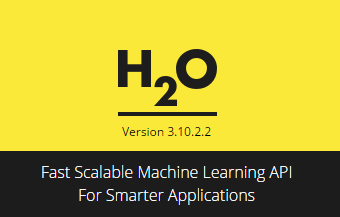 H2O
Version 3.10.2.2
Fast Scalable Machine Learning API
For Smarter Applications